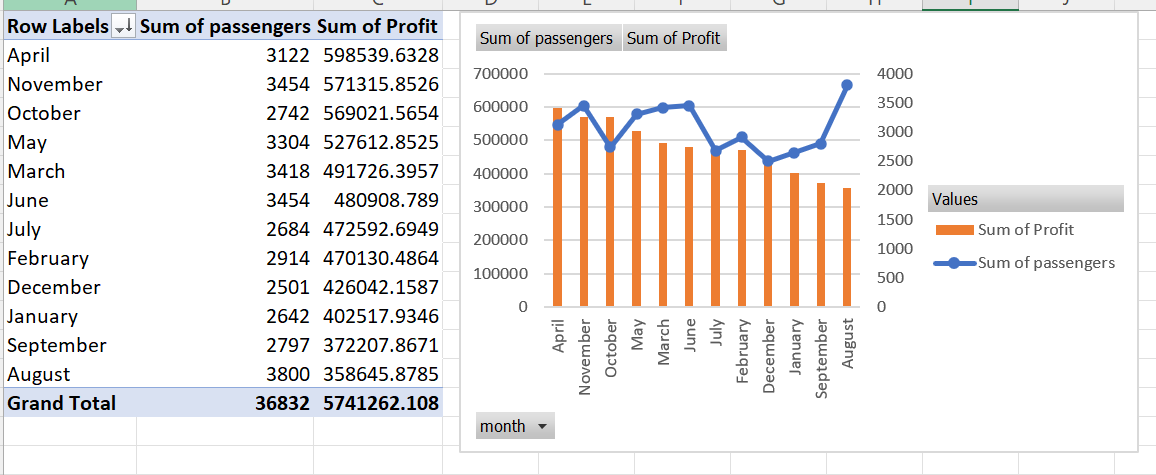 Row Labels Sum of passengers Sum of Profit
April 3122 598539.6328
November 3454 571315.8526
October 2742 569021.5654
May 3304 527612.8525
March 3418 491726.3957
June 3454 480908.789
July 2684 472592.6949
February 2914 470130.4864
December 2501 426042.1587
January 2642 402517.9346
September 2797 372207.8671
August 3800 358645.8785
Grand Total 36832 5741262.108
Sum of passengers Sum of Profit
700000
600000
500000
400000
300000
200000
100000
0
4000
3500
3000
2500
2000
1500
1000
500
0
April
November
October
May
March
June
July
February
December
January
September
August
Values
Sum of Profit
Sum of passengers
month